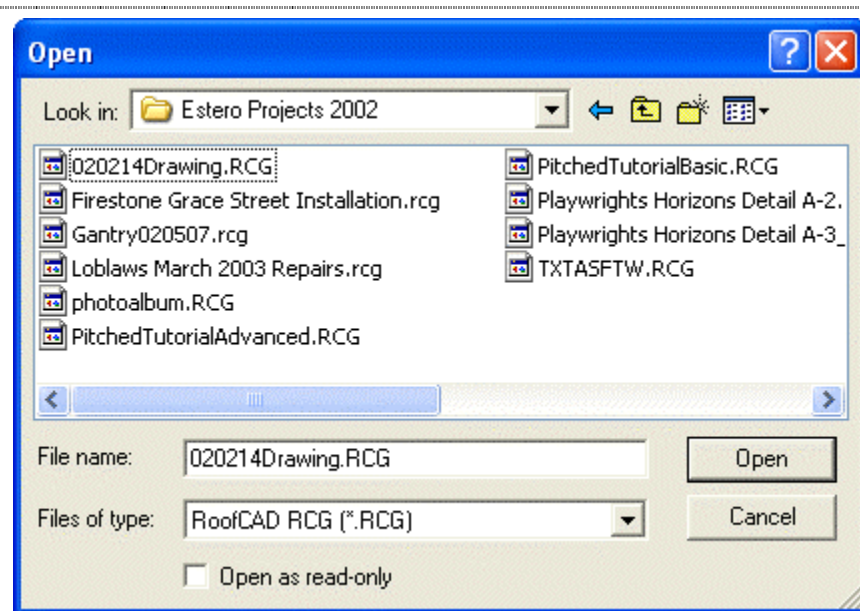 Open
Look in: Estero Projects 2002
020214Drawing.RCG
Firestone Grace Street Installation.rcg
Gantry020507.rcg
Loblaws March 2003 Repairs.rcg
photoalbum.RCG
PitchedTutorialAdvanced.RCG
PitchedTutorialBasic.RCG
Playwrights Horizons Detail A-2.
Playwrights Horizons Detail A-3_
TXTASFTW.RCG
File name: 020214Drawing.RCG Open
Files of type: RoofCAD RCG (*.RCG) Cancel
Open as read-only